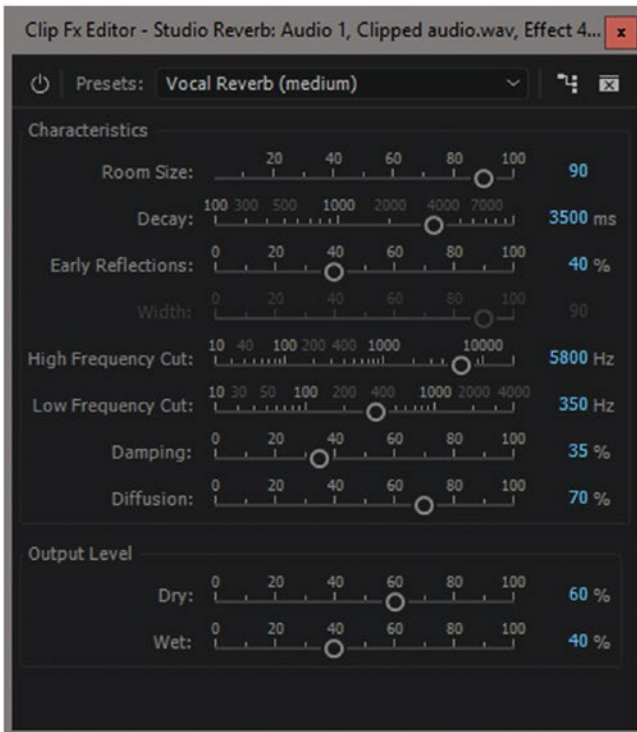 Clip Fx Editor - Studio Reverb: Audio 1, Clipped audio.wav, Effect 4... x
Presets: Vocal Reverb (medium)
Characteristics
20 40 60 80 100
Room Size: 90
100 300 500 1000 2000 4000 7000
Decay: 3500 ms
0 20 40 60 80 100
Early Reflections: 40 %
0 20 40 60 80 100
Width: 90
10 40 100 200 400 1000 10000
High Frequency Cut: 5800 Hz
10 30 50 100 200 400 1000 2000 4000
Low Frequency Cut: 350 Hz
0 20 40 60 80 100
Damping: 35 %
0 20 40 60 80 100
Diffusion: 70 %
Output Level
0 20 40 60 80 100
Dry: 60 %
0 20 40 60 80 100
Wet: 40 %